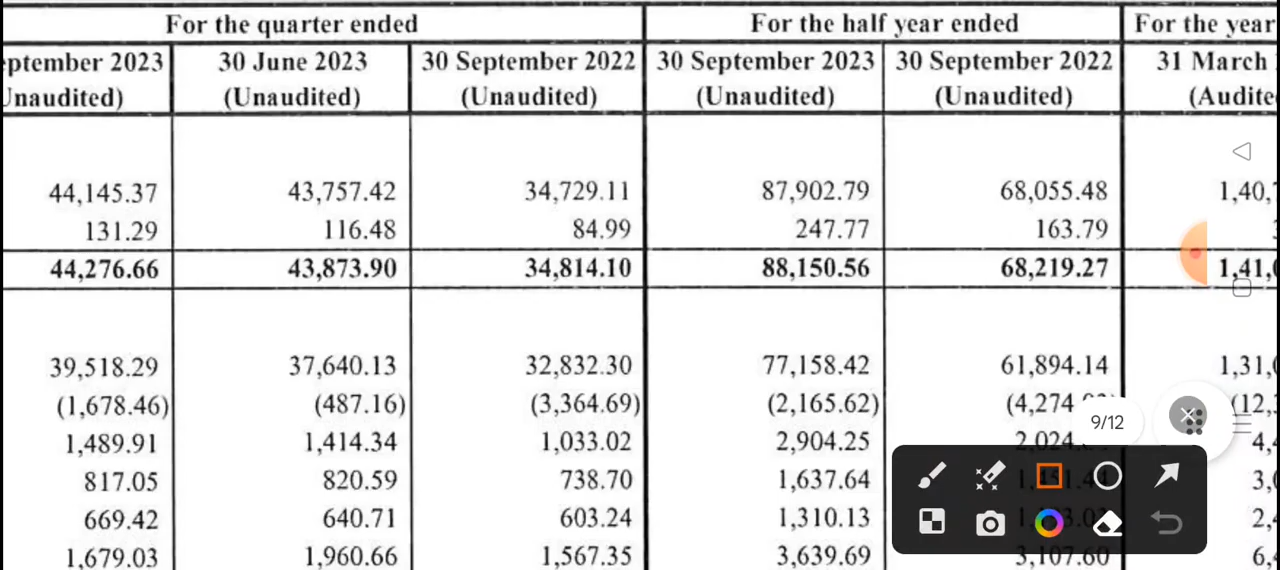 For the quarter ended For the half year ended For the year
ptember 2023 30 June 2023 30 September 2022 30 September 2023 30 September 2022 31 March
Unaudited) (Unaudited) (Unaudited) (Unaudited) (Unaudited) (Audite
44,145.37 43,757.42 34,729.11 87,902.79 68,055.48 1,40,
131.29 116.48 84.99 247.77 163.79
44,276.66 43,873.90 34,814.10 88,150.56 68,219.27 1,41,
39,518.29 37,640.13 32,832.30 77,158.42 61,894.14 1,31,
(1,678.46) (487.16) (3,364.69) (2,165.62) (4,274 (12,
9/12
1,489.91 1,414.34 1,033.02 2,904.25 2,024 4,
817.05 820.59 738.70 1,637.64 3,
669.42 640.71 603.24 1,310.13 2,
1,679.03 1,960.66 1,567.35 3,639.69 3,107.60 6,